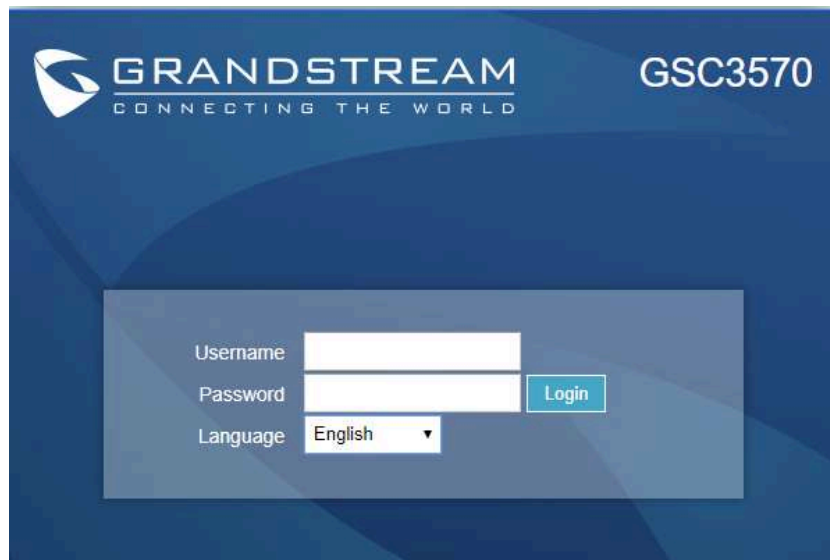 GRANDSTREAM
CONNECTING THE WORLD
GSC3570
Username
Password
Login
Language
English